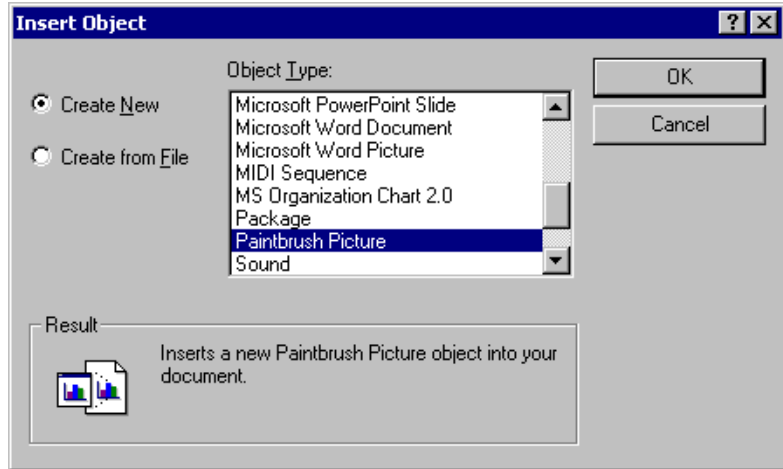 Insert Object
Object Type:
Create New
Create from File
Microsoft PowerPoint Slide
Microsoft Word Document
Microsoft Word Picture
MIDI Sequence
MS Organization Chart 2.0
Package
Paintbrush Picture
Sound
OK
Cancel
Result
Inserts a new Paintbrush Picture object into your
document.